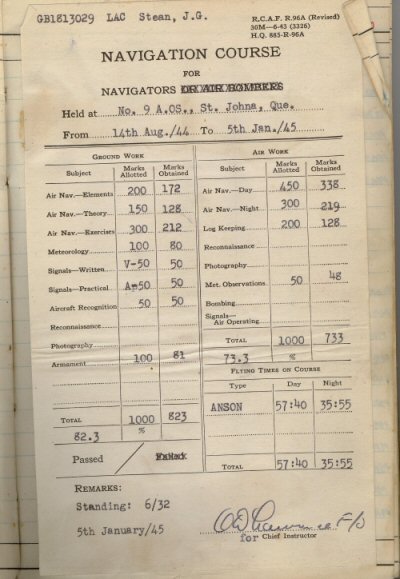 GB1813029 LAC Stean, J.G.
R.C.A.F. R.96A (Revised)
30M—6-43 (3326)
H.Q. 885-R-96A
NAVIGATION COURSE
FOR
NAVIGATORS OR AIR BOMBERS
Held at No. 9 A.OS., St. Johns, Que.
From 14th Aug./44 To 5th Jan./45
GROUND WORK
Subject Marks Allotted Marks Obtained
Air Nav.—Elements 200 172
Air Nav.—Theory 150 128
Air Nav.—Exercises 300 212
Meteorology 100 80
Signals—Written V-50 50
Signals—Practical A-50 50
Aircraft Recognition 50 50
Reconnaissance
Photography
Armament 100 81
TOTAL 1000 823
82.3 %
Passed /
AIR WORK
Subject Marks Allotted Marks Obtained
Air Nav.—Day 450 338
Air Nav.—Night 300 219
Log Keeping 200 128
Reconnaissance
Photography
Met. Observations 50 48
Bombing
Signals—
Air Operating
TOTAL 1000 733
73.3 %
FLYING TIMES ON COURSE
Type Day Night
ANSON 57:40 35:55
TOTAL 57:40 35:55
REMARKS:
Standing: 6/32
5th January/45
for Chief Instructor